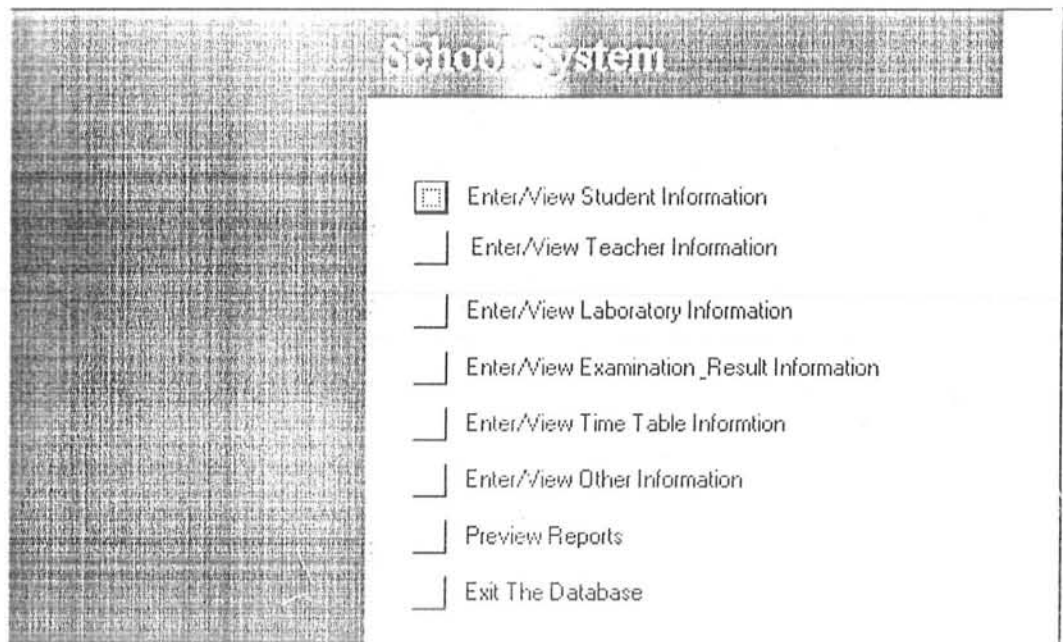 School System
Enter/View Student Information
Enter/View Teacher Information
Enter/View Laboratory Information
Enter/View Examination_Result Information
Enter/View Time Table Informtion
Enter/View Other Information
Preview Reports
Exit The Database